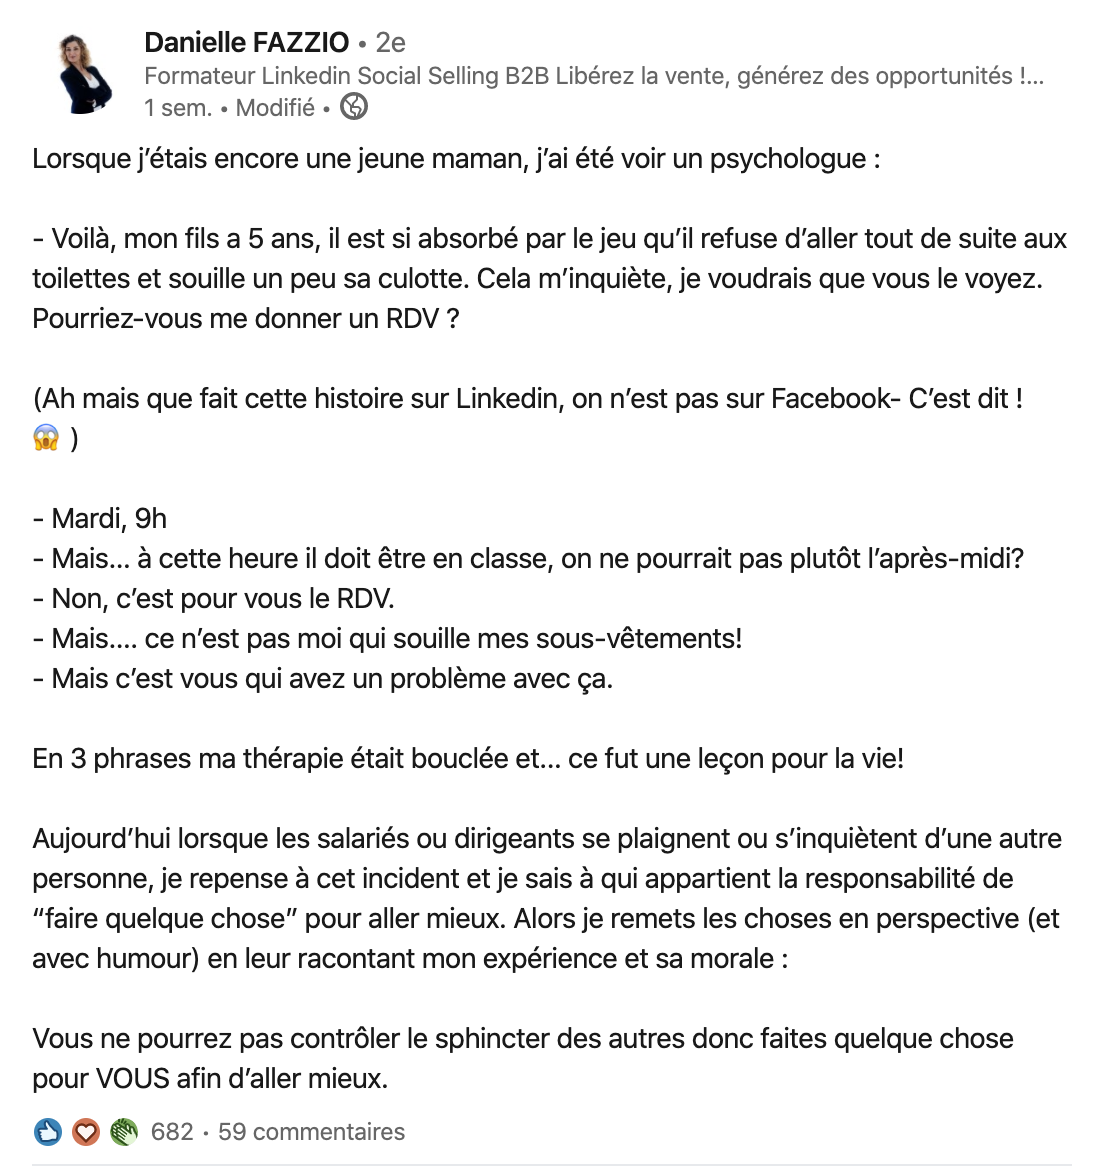 Danielle FAZZIO • 2e
Formateur Linkedin Social Selling B2B Libérez la vente, générez des opportunités !...
1 sem. • Modifié •
Lorsque j’étais encore une jeune maman, j’ai été voir un psychologue :
- Voilà, mon fils a 5 ans, il est si absorbé par le jeu qu’il refuse d’aller tout de suite aux
toilettes et souille un peu sa culotte. Cela m’inquiète, je voudrais que vous le voyez.
Pourriez-vous me donner un RDV ?
(Ah mais que fait cette histoire sur Linkedin, on n’est pas sur Facebook- C’est dit !
😱 )
- Mardi, 9h
- Mais... à cette heure il doit être en classe, on ne pourrait pas plutôt l’après-midi?
- Non, c’est pour vous le RDV.
- Mais.... ce n’est pas moi qui souille mes sous-vêtements!
- Mais c’est vous qui avez un problème avec ça.
En 3 phrases ma thérapie était bouclée et... ce fut une leçon pour la vie!
Aujourd’hui lorsque les salariés ou dirigeants se plaignent ou s’inquiètent d’une autre
personne, je repense à cet incident et je sais à qui appartient la responsabilité de
“faire quelque chose” pour aller mieux. Alors je remets les choses en perspective (et
avec humour) en leur racontant mon expérience et sa morale :
Vous ne pourrez pas contrôler le sphincter des autres donc faites quelque chose
pour VOUS afin d’aller mieux.
682 · 59 commentaires